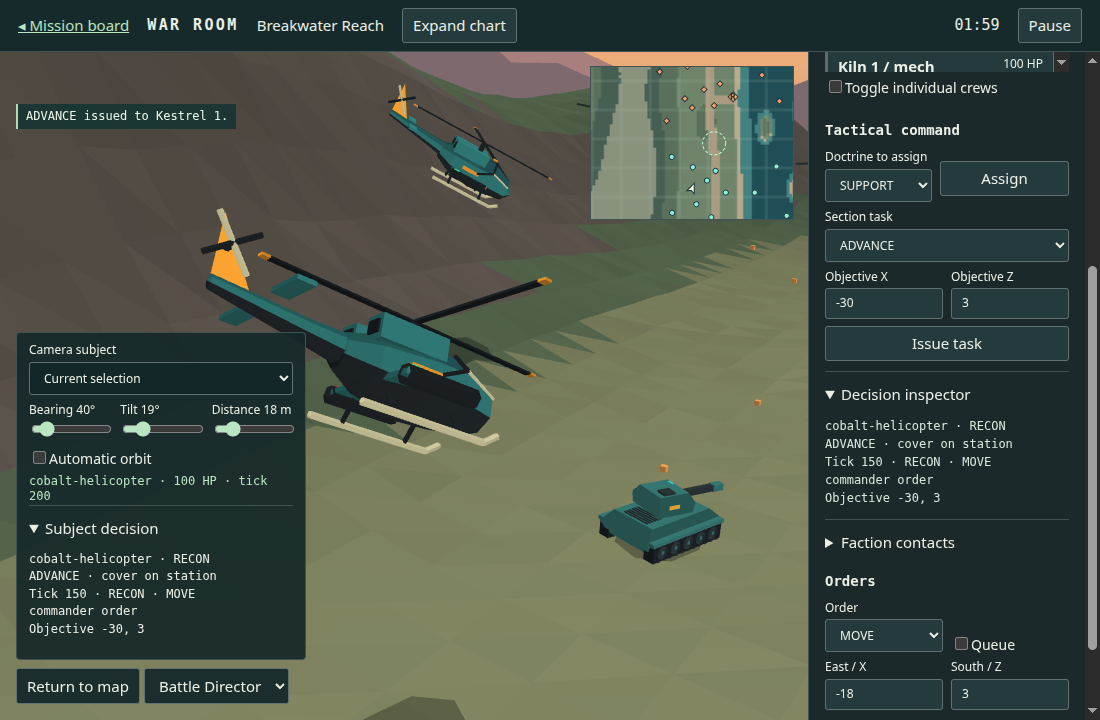 ◂ Mission board WAR ROOM Breakwater Reach Expand chart 01:59 Pause
ADVANCE issued to Kestrel 1.
Camera subject
Current selection
Bearing 40° Tilt 19° Distance 18 m
Automatic orbit
cobalt-helicopter · 100 HP · tick
200
▼ Subject decision
cobalt-helicopter · RECON
ADVANCE · cover on station
Tick 150 · RECON · MOVE
commander order
Objective -30, 3
Return to map Battle Director
Kiln 1 / mech 100 HP
Toggle individual crews
Tactical command
Doctrine to assign
SUPPORT Assign
Section task
ADVANCE
Objective X Objective Z
-30 3
Issue task
▼ Decision inspector
cobalt-helicopter · RECON
ADVANCE · cover on station
Tick 150 · RECON · MOVE
commander order
Objective -30, 3
▶ Faction contacts
Orders
Order
MOVE Queue
East / X South / Z
-18 3